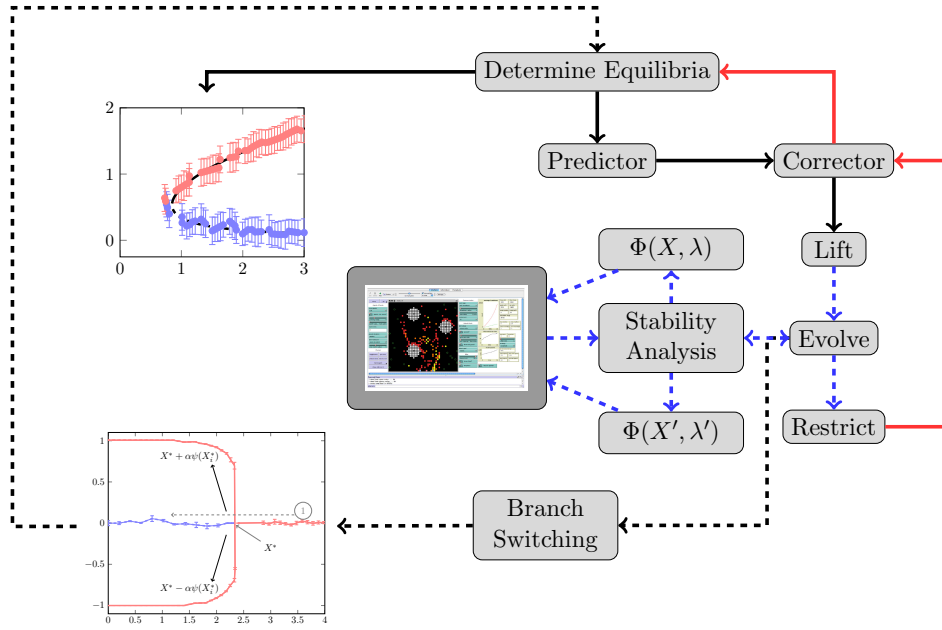 Determine Equilibria
Predictor
Corrector
Lift
Φ(X, λ)
Stability
Analysis
Evolve
Φ(X′, λ′)
Restrict
Branch
Switching
2
1
0
0 1 2 3
1
0.5
0
−0.5
−1
0 0.5 1 1.5 2 2.5 3 3.5 4
X* + αψ(X*ᵢ)
1
X*
X* − αψ(X*ᵢ)